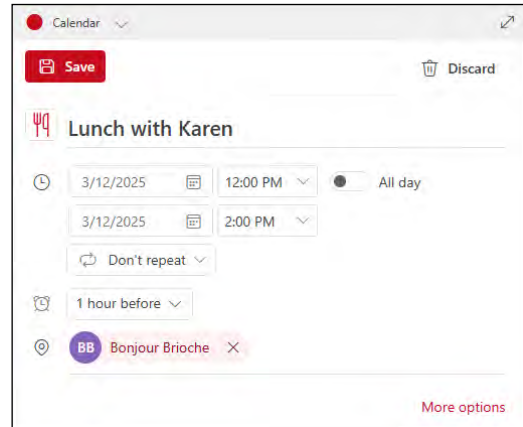 Calendar
Save
Discard
Lunch with Karen
3/12/2025 12:00 PM All day
3/12/2025 2:00 PM
Don't repeat
1 hour before
BB Bonjour Brioche
More options